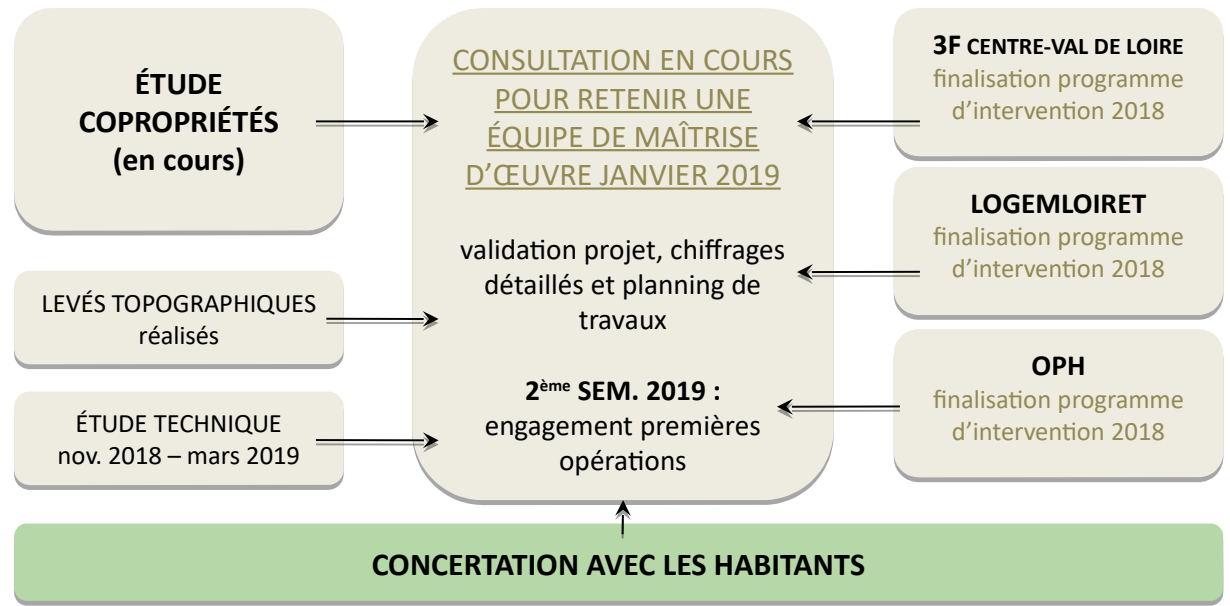 ÉTUDE
COPROPRIÉTÉS
(en cours)
LEVÉS TOPOGRAPHIQUES
réalisés
ÉTUDE TECHNIQUE
nov. 2018 – mars 2019
CONSULTATION EN COURS
POUR RETENIR UNE
ÉQUIPE DE MAÎTRISE
D’ŒUVRE JANVIER 2019
validation projet, chiffrages
détaillés et planning de
travaux
2ème SEM. 2019 :
engagement premières
opérations
3F CENTRE-VAL DE LOIRE
finalisation programme
d’intervention 2018
LOGEMLOIRET
finalisation programme
d’intervention 2018
OPH
finalisation programme
d’intervention 2018
CONCERTATION AVEC LES HABITANTS